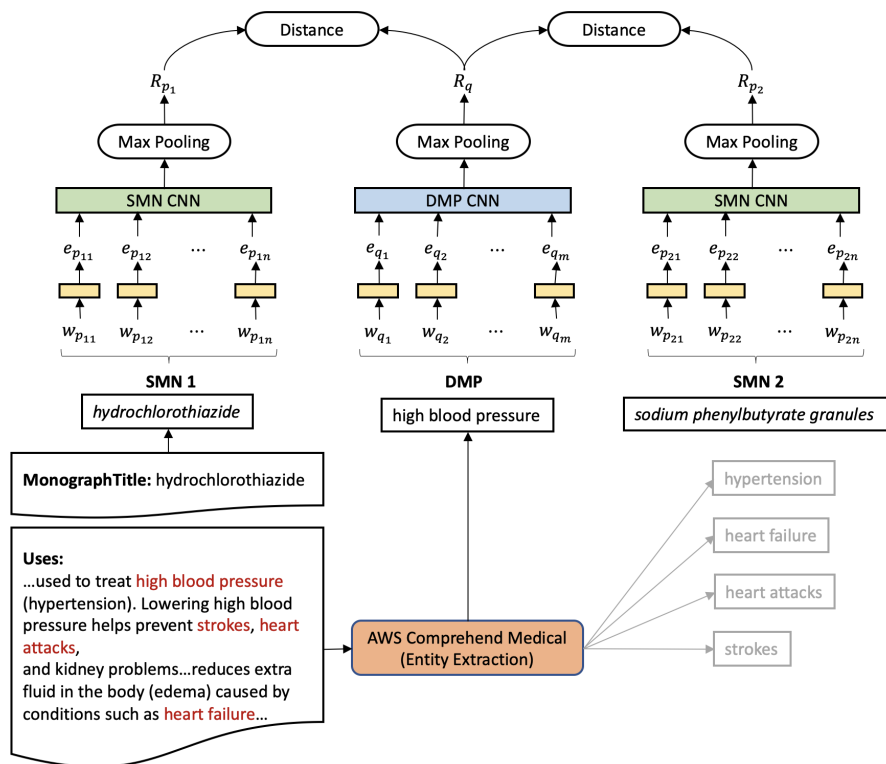 Distance Distance
R_{p_1} R_q R_{p_2}
Max Pooling Max Pooling Max Pooling
SMN CNN DMP CNN SMN CNN
e_{p_{11}} e_{p_{12}} ... e_{p_{1n}} e_{q_1} e_{q_2} ... e_{q_m} e_{p_{21}} e_{p_{22}} ... e_{p_{2n}}
w_{p_{11}} w_{p_{12}} ... w_{p_{1n}} w_{q_1} w_{q_2} ... w_{q_m} w_{p_{21}} w_{p_{22}} ... w_{p_{2n}}
SMN 1 DMP SMN 2
hydrochlorothiazide high blood pressure sodium phenylbutyrate granules
MonographTitle: hydrochlorothiazide
Uses:
…used to treat high blood pressure
(hypertension). Lowering high blood
pressure helps prevent strokes, heart
attacks,
and kidney problems…reduces extra
fluid in the body (edema) caused by
conditions such as heart failure…
AWS Comprehend Medical
(Entity Extraction)
hypertension
heart failure
heart attacks
strokes